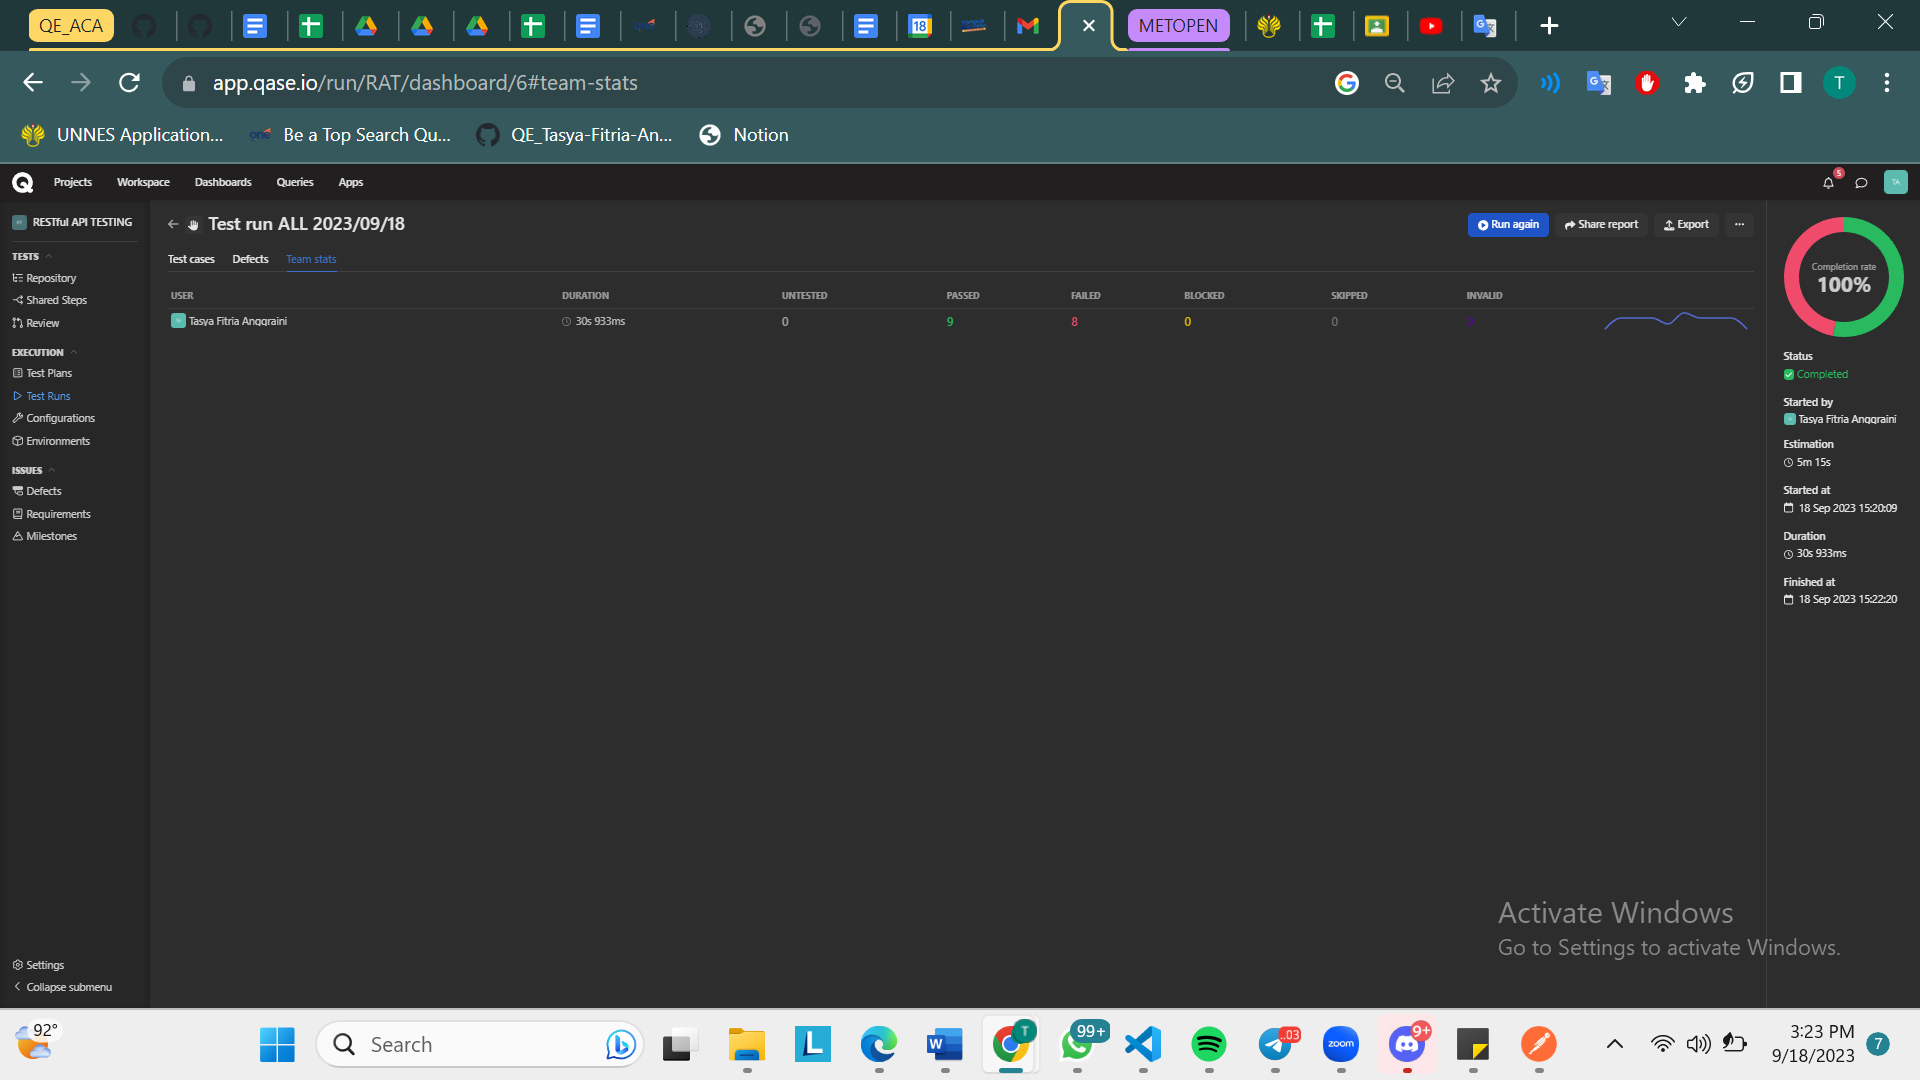 QE_ACA
METOPEN
app.qase.io/run/RAT/dashboard/6#team-stats
T
UNNES Application...
Be a Top Search Qu...
QE_Tasya-Fitria-An...
Notion
Projects
Workspace
Dashboards
Queries
Apps
5
TA
RESTful API TESTING
TESTS
Repository
Shared Steps
Review
EXECUTION
Test Plans
Test Runs
Configurations
Environments
ISSUES
Defects
Requirements
Milestones
Settings
Collapse submenu
Test run ALL 2023/09/18
Run again
Share report
Export
Test cases
Defects
Team stats
USER
DURATION
UNTESTED
PASSED
FAILED
BLOCKED
SKIPPED
INVALID
Tasya Fitria Anggraini
30s 933ms
0
9
8
0
0
Completion rate
100%
Status
Completed
Started by
Tasya Fitria Anggraini
Estimation
5m 15s
Started at
18 Sep 2023 15:20:09
Duration
30s 933ms
Finished at
18 Sep 2023 15:22:20
Activate Windows
Go to Settings to activate Windows.
92°
Search
T
99+
..03
zoom
9+
3:23 PM
9/18/2023
7